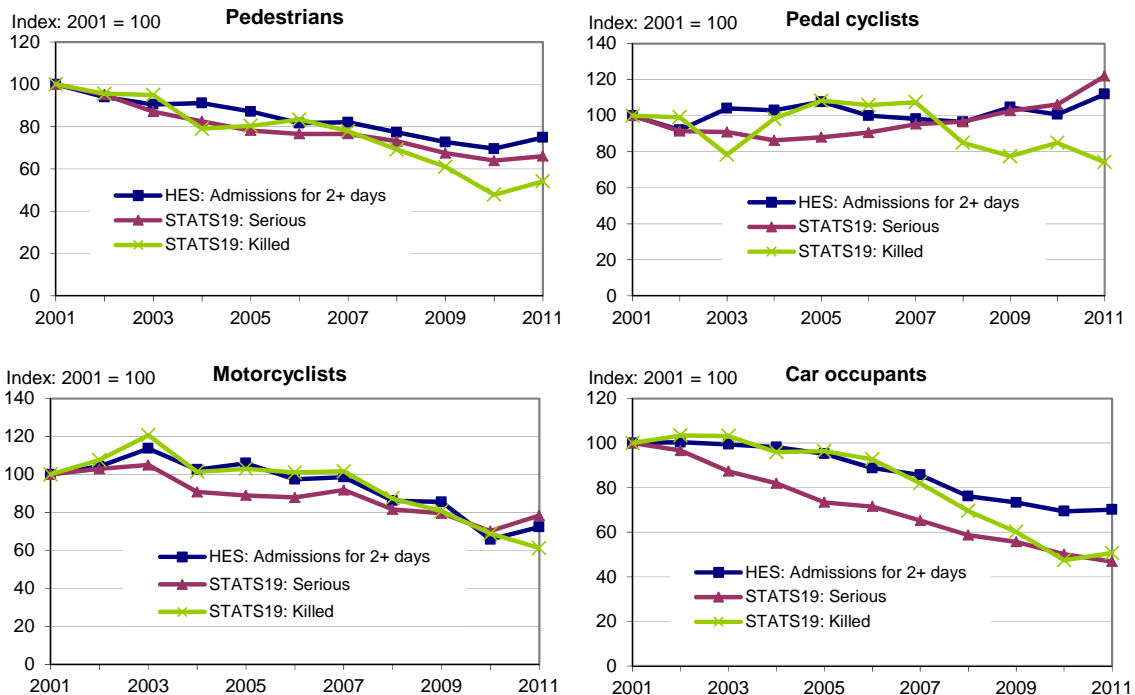 Index: 2001 = 100
Pedestrians
120
100
80
60
40
20
0
HES: Admissions for 2+ days
STATS19: Serious
STATS19: Killed
2001 2003 2005 2007 2009 2011
Index: 2001 = 100
Pedal cyclists
140
120
100
80
60
40
20
0
HES: Admissions for 2+ days
STATS19: Serious
STATS19: Killed
2001 2003 2005 2007 2009 2011
Index: 2001 = 100
Motorcyclists
140
120
100
80
60
40
20
0
HES: Admissions for 2+ days
STATS19: Serious
STATS19: Killed
2001 2003 2005 2007 2009 2011
Index: 2001 = 100
Car occupants
120
100
80
60
40
20
0
HES: Admissions for 2+ days
STATS19: Serious
STATS19: Killed
2001 2003 2005 2007 2009 2011